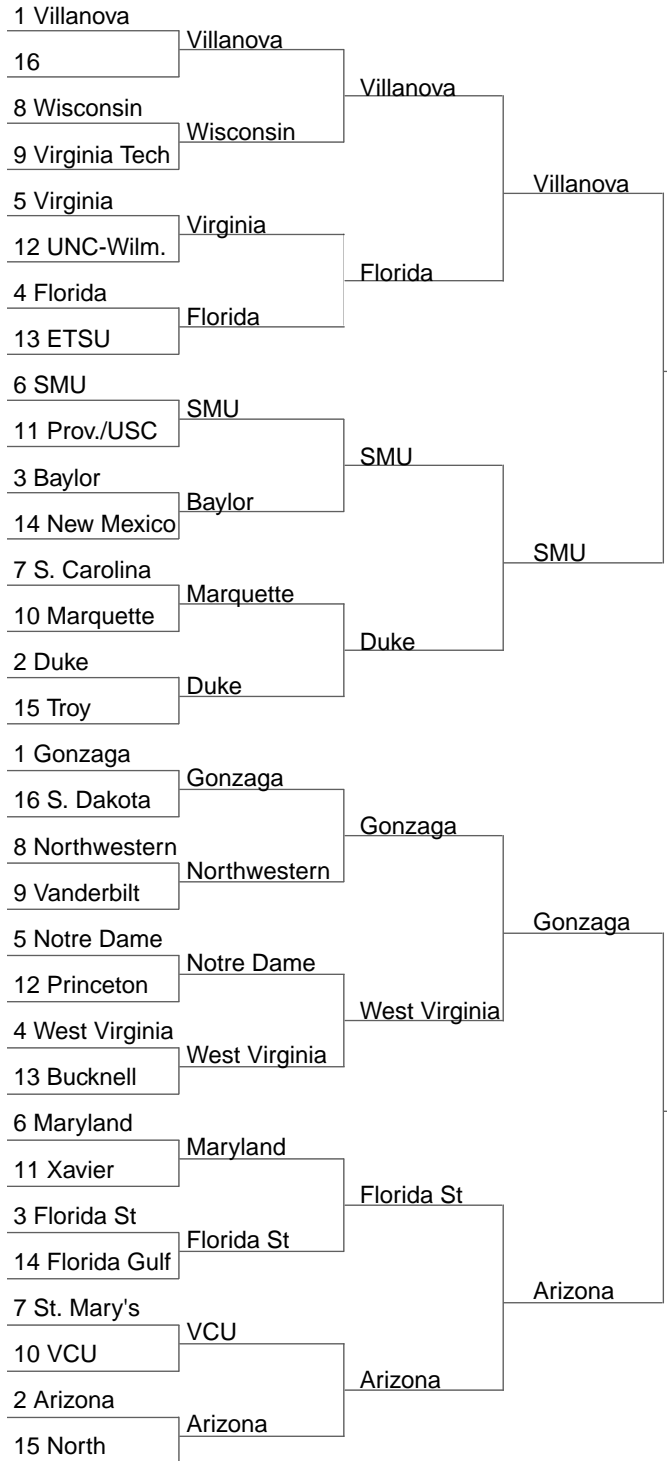 1 Villanova
16
8 Wisconsin
9 Virginia Tech
5 Virginia
12 UNC-Wilm.
4 Florida
13 ETSU
6 SMU
11 Prov./USC
3 Baylor
14 New Mexico
7 S. Carolina
10 Marquette
2 Duke
15 Troy
1 Gonzaga
16 S. Dakota
8 Northwestern
9 Vanderbilt
5 Notre Dame
12 Princeton
4 West Virginia
13 Bucknell
6 Maryland
11 Xavier
3 Florida St
14 Florida Gulf
7 St. Mary's
10 VCU
2 Arizona
15 North
Villanova
Wisconsin
Virginia
Florida
SMU
Baylor
Marquette
Duke
Gonzaga
Northwestern
Notre Dame
West Virginia
Maryland
Florida St
VCU
Arizona
Villanova
Florida
SMU
Duke
Gonzaga
West Virginia
Florida St
Arizona
Villanova
SMU
Gonzaga
Arizona